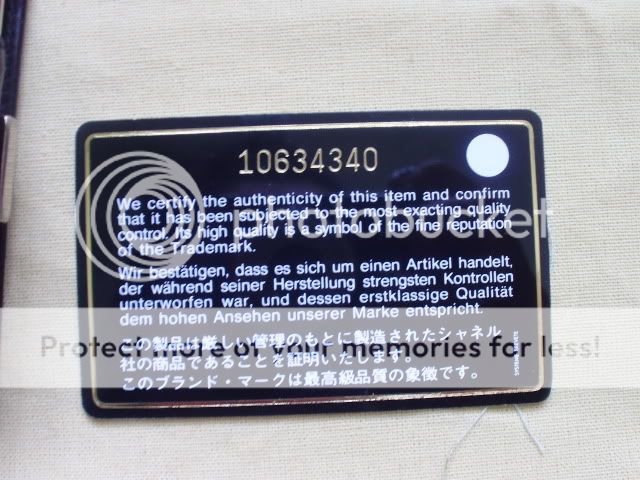 10634340
We certify the authenticity of this item and confirm
that it has been subjected to the most exacting quality
control. Its high quality is a symbol of the fine reputation
of the Trademark.
Wir bestätigen, dass es sich um einen Artikel handelt,
der während seiner Herstellung strengsten Kontrollen
unterworfen war, und dessen erstklassige Qualität
dem hohen Ansehen unserer Marke entspricht.
この製品は厳しい管理のもとに製造されたシャネル
社の商品であることを証明いたします。
このブランド・マークは最高級品質の象徴です。
photobucket
Protect more of your memories for less!